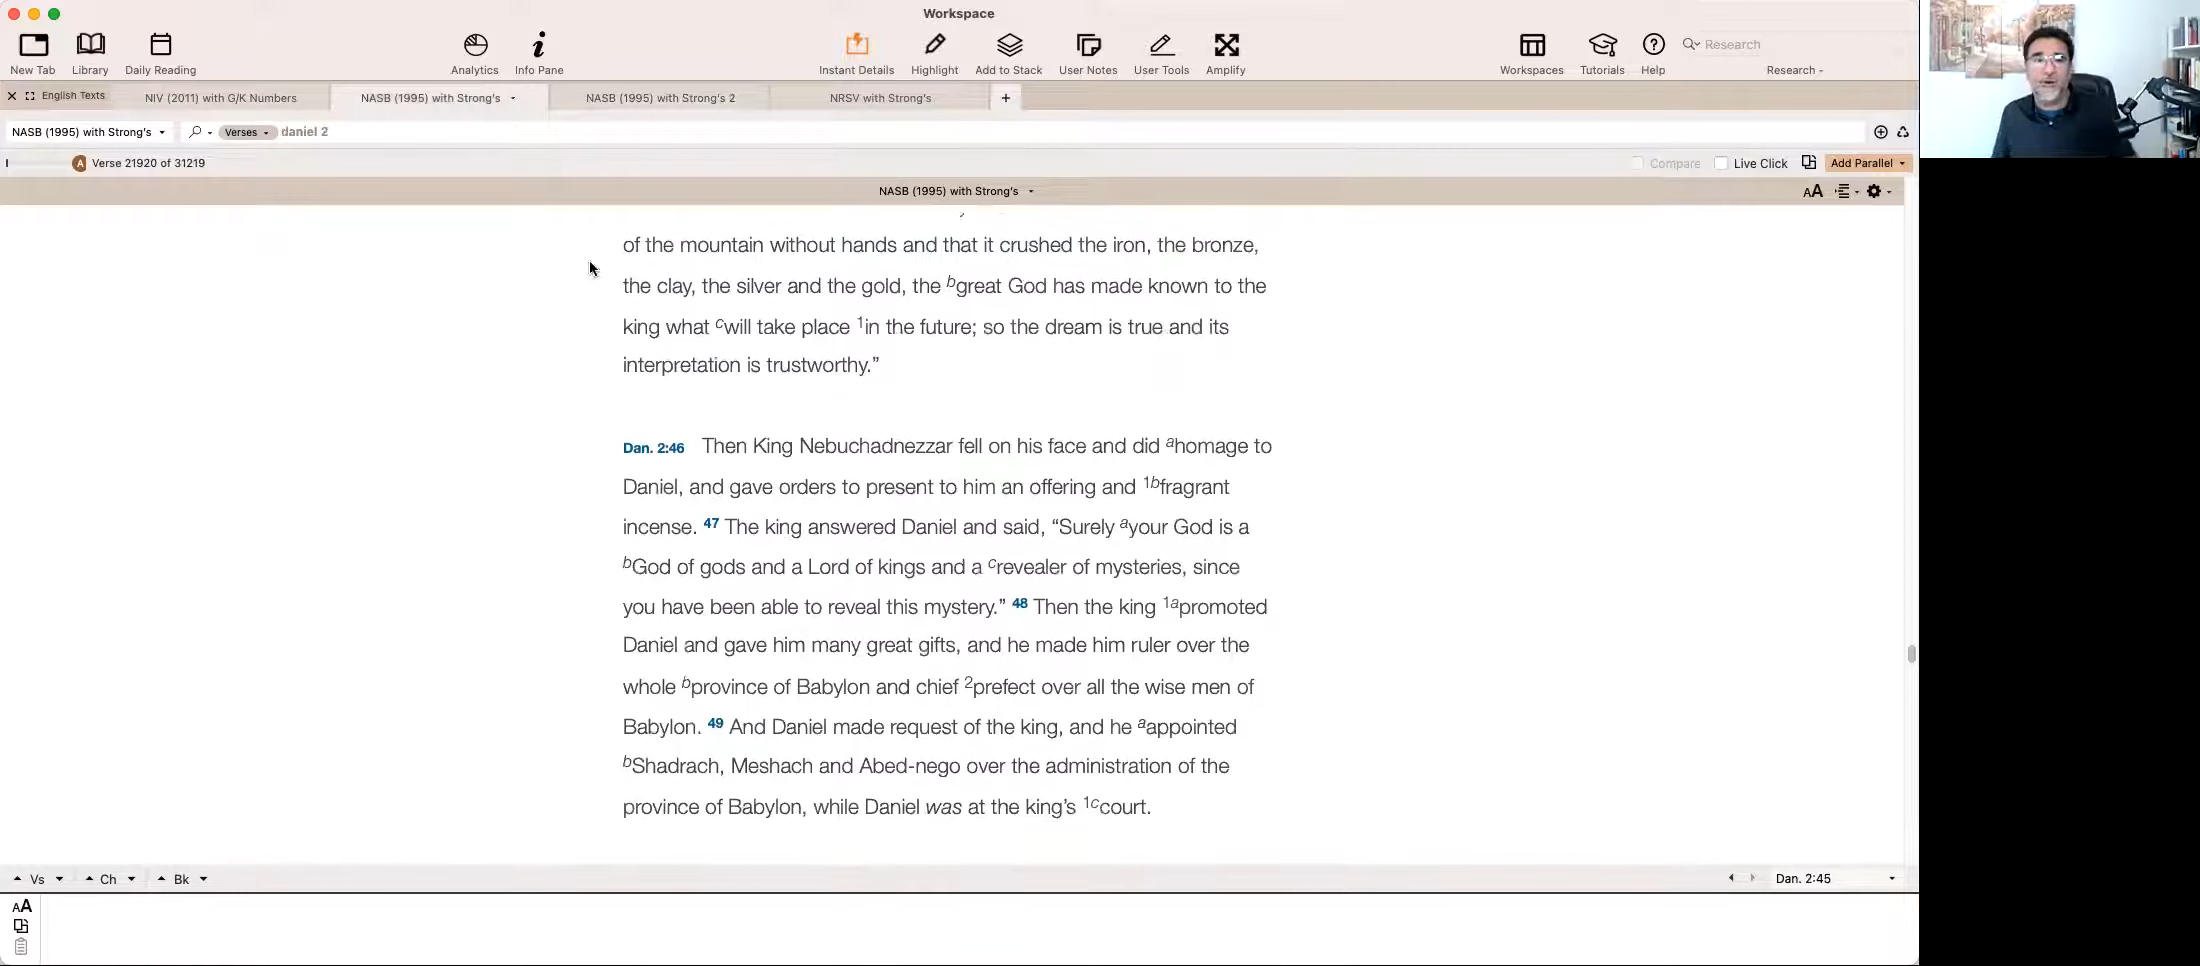 Workspace
New Tab
Library
Daily Reading
Analytics
Info Pane
Instant Details
Highlight
Add to Stack
User Notes
User Tools
Amplify
Workspaces
Tutorials
Help
Research
Research
English Texts
NIV (2011) with G/K Numbers
NASB (1995) with Strong's
NASB (1995) with Strong's 2
NRSV with Strong's
+
NASB (1995) with Strong's
Verses
daniel 2
A Verse 21920 of 31219
Compare
Live Click
Add Parallel
NASB (1995) with Strong's
AA
of the mountain without hands and that it crushed the iron, the bronze,
the clay, the silver and the gold, the bgreat God has made known to the
king what cwill take place 1in the future; so the dream is true and its
interpretation is trustworthy.”
Dan. 2:46 Then King Nebuchadnezzar fell on his face and did ahomage to
Daniel, and gave orders to present to him an offering and 1bfragrant
incense. 47 The king answered Daniel and said, “Surely ayour God is a
bGod of gods and a Lord of kings and a crevealer of mysteries, since
you have been able to reveal this mystery.” 48 Then the king 1apromoted
Daniel and gave him many great gifts, and he made him ruler over the
whole bprovince of Babylon and chief 2prefect over all the wise men of
Babylon. 49 And Daniel made request of the king, and he aappointed
bShadrach, Meshach and Abed-nego over the administration of the
province of Babylon, while Daniel was at the king’s 1ccourt.
Vs
Ch
Bk
Dan. 2:45
AA